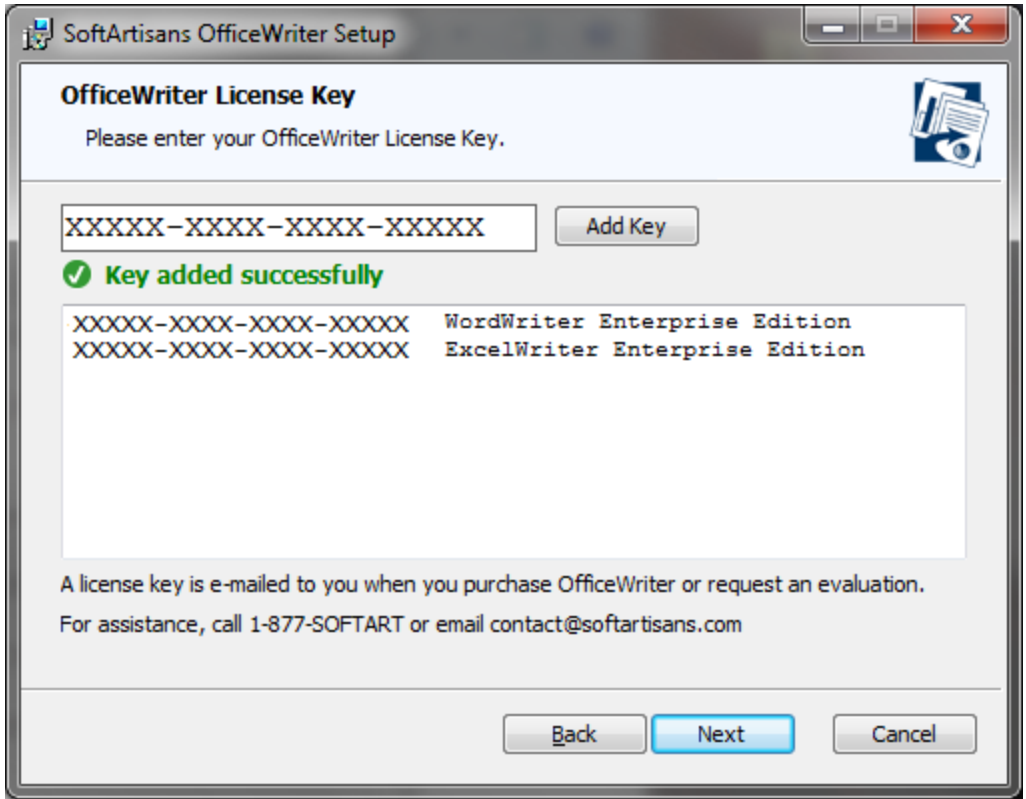 SoftArtisans OfficeWriter Setup
OfficeWriter License Key
Please enter your OfficeWriter License Key.
XXXXX-XXXX-XXXX-XXXXX Add Key
Key added successfully
XXXXX-XXXX-XXXX-XXXXX WordWriter Enterprise Edition
XXXXX-XXXX-XXXX-XXXXX ExcelWriter Enterprise Edition
A license key is e-mailed to you when you purchase OfficeWriter or request an evaluation.
For assistance, call 1-877-SOFTART or email contact@softartisans.com
Back Next Cancel